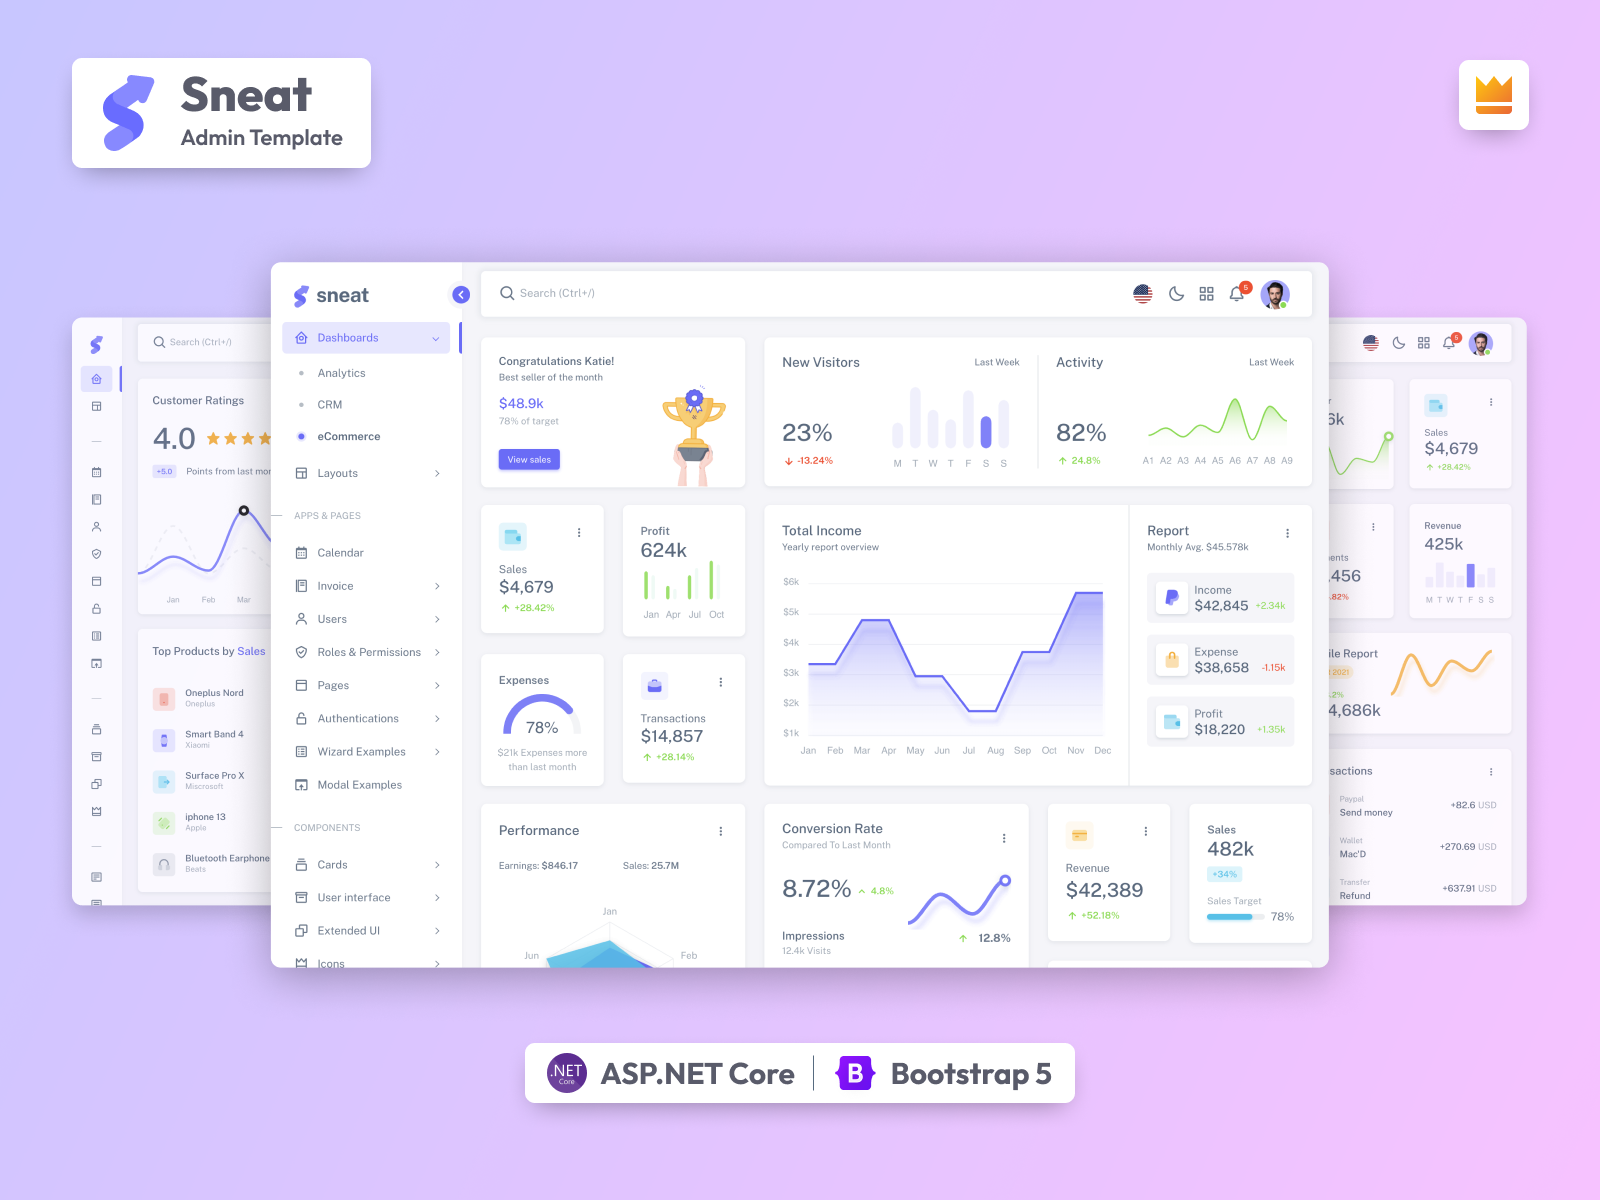 Sneat
Admin Template
sneat
Dashboards
Analytics
CRM
eCommerce
Layouts
APPS & PAGES
Calendar
Invoice
Users
Roles & Permissions
Pages
Authentications
Wizard Examples
Modal Examples
COMPONENTS
Cards
User interface
Extended UI
Icons
Search (Ctrl+/)
5
Congratulations Katie!
Best seller of the month
$48.9k
78% of target
View sales
New Visitors
Last Week
23%
-13.24%
M T W T F S S
Activity
Last Week
82%
24.8%
A1 A2 A3 A4 A5 A6 A7 A8 A9
Sales
$4,679
+28.42%
Profit
624k
Jan Apr Jul Oct
Expenses
78%
$21k Expenses more
than last month
Transactions
$14,857
+28.14%
Total Income
Yearly report overview
$6k
$5k
$4k
$3k
$2k
$1k
Jan Feb Mar Apr May Jun Jul Aug Sep Oct Nov Dec
Report
Monthly Avg. $45.578k
Income
$42,845 +2.34k
Expense
$38,658 -1.15k
Profit
$18,220 +1.35k
Performance
Earnings: $846.17
Sales: 25.7M
Jan
Jun
Feb
Conversion Rate
Compared To Last Month
8.72%
4.8%
Impressions
12.4k Visits
12.8%
Revenue
$42,389
+52.18%
Sales
482k
+34%
Sales Target
78%
Search (Ctrl+/)
Customer Ratings
4.0
+5.0
Points from last mor
Jan Feb Mar
Top Products by Sales
Oneplus Nord
Oneplus
Smart Band 4
Xiaomi
Surface Pro X
Miscrosoft
iphone 13
Apple
Bluetooth Earphone
Beats
5
r
6k
Sales
$4,679
+28.42%
ents
,456
.82%
Revenue
425k
M T W T F S S
ile Report
2021
.2%
4,686k
sactions
Paypal
Send money
+82.6 USD
Wallet
Mac'D
+270.69 USD
Transfer
Refund
+637.91 USD
.NET
Core
ASP.NET Core
B
Bootstrap 5